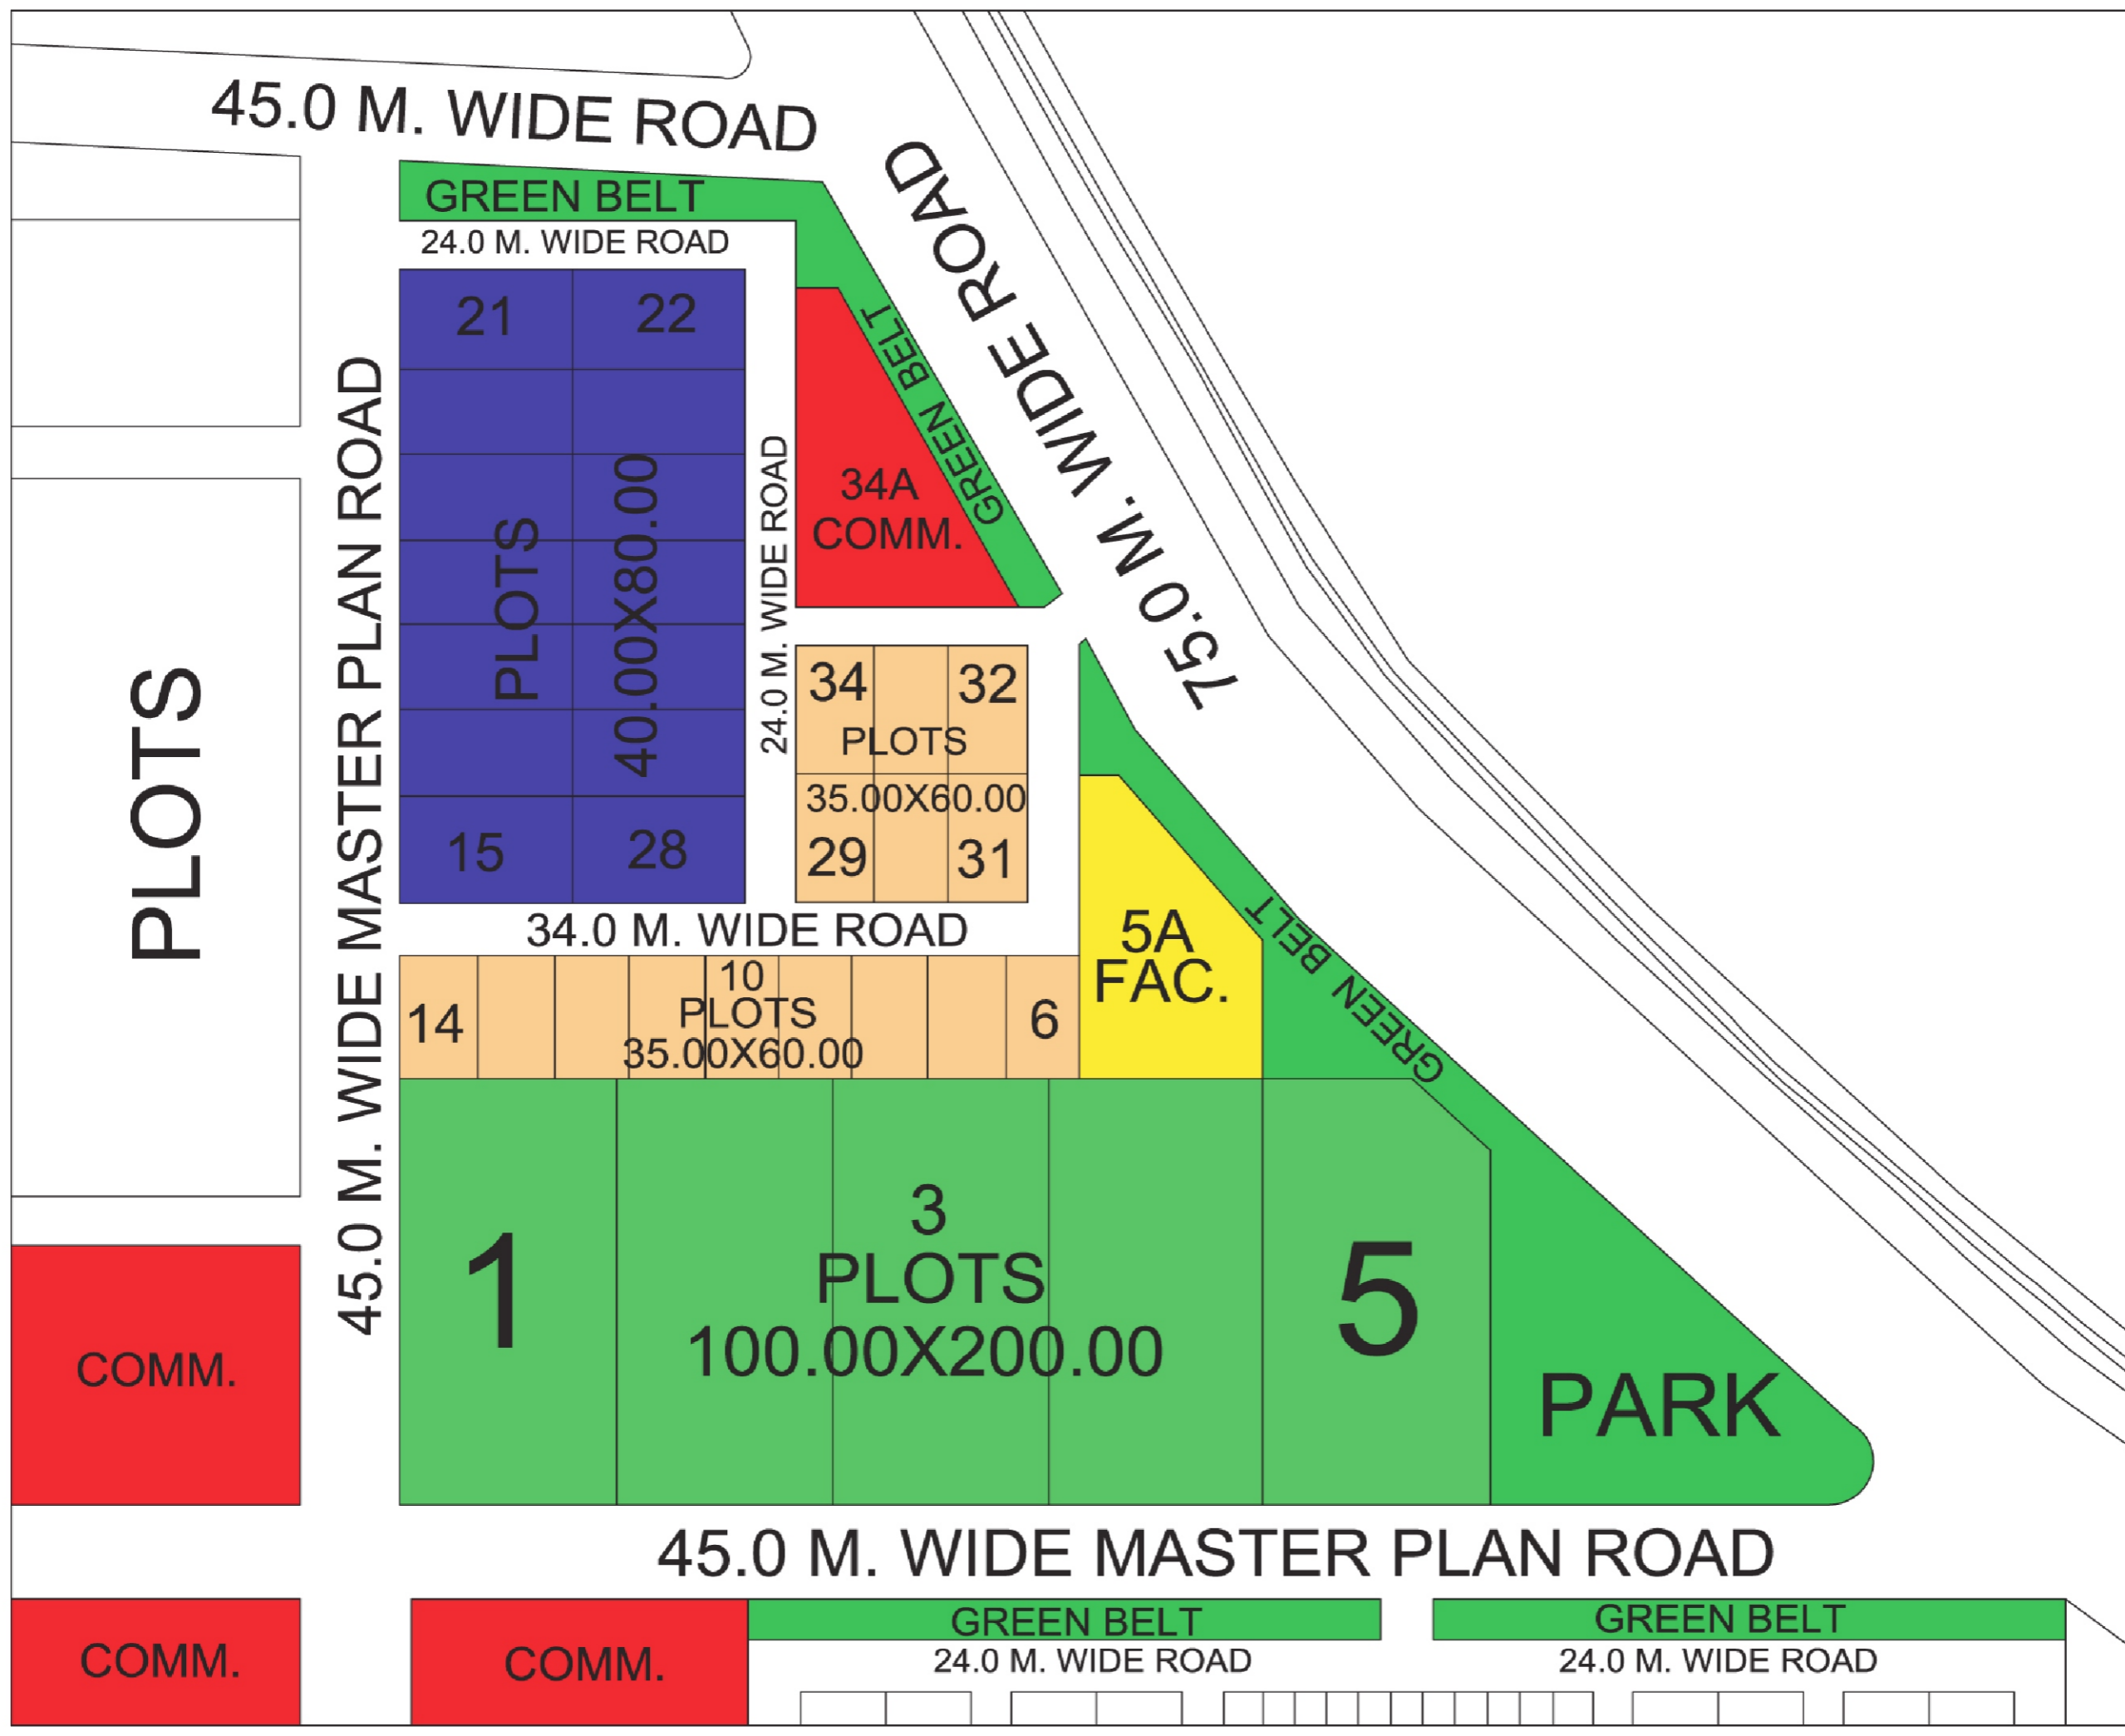 45.0 M. WIDE ROAD
GREEN BELT
24.0 M. WIDE ROAD
75.0 M. WIDE ROAD
GREEN BELT
21
22
PLOTS
40.00X80.00
15
28
24.0 M. WIDE ROAD
34A
COMM.
34
32
PLOTS
35.00X60.00
29
31
45.0 M. WIDE MASTER PLAN ROAD
PLOTS
34.0 M. WIDE ROAD
5A
FAC.
GREEN BELT
14
10
PLOTS
35.00X60.00
6
1
3
PLOTS
100.00X200.00
5
PARK
COMM.
45.0 M. WIDE MASTER PLAN ROAD
COMM.
COMM.
GREEN BELT
24.0 M. WIDE ROAD
GREEN BELT
24.0 M. WIDE ROAD